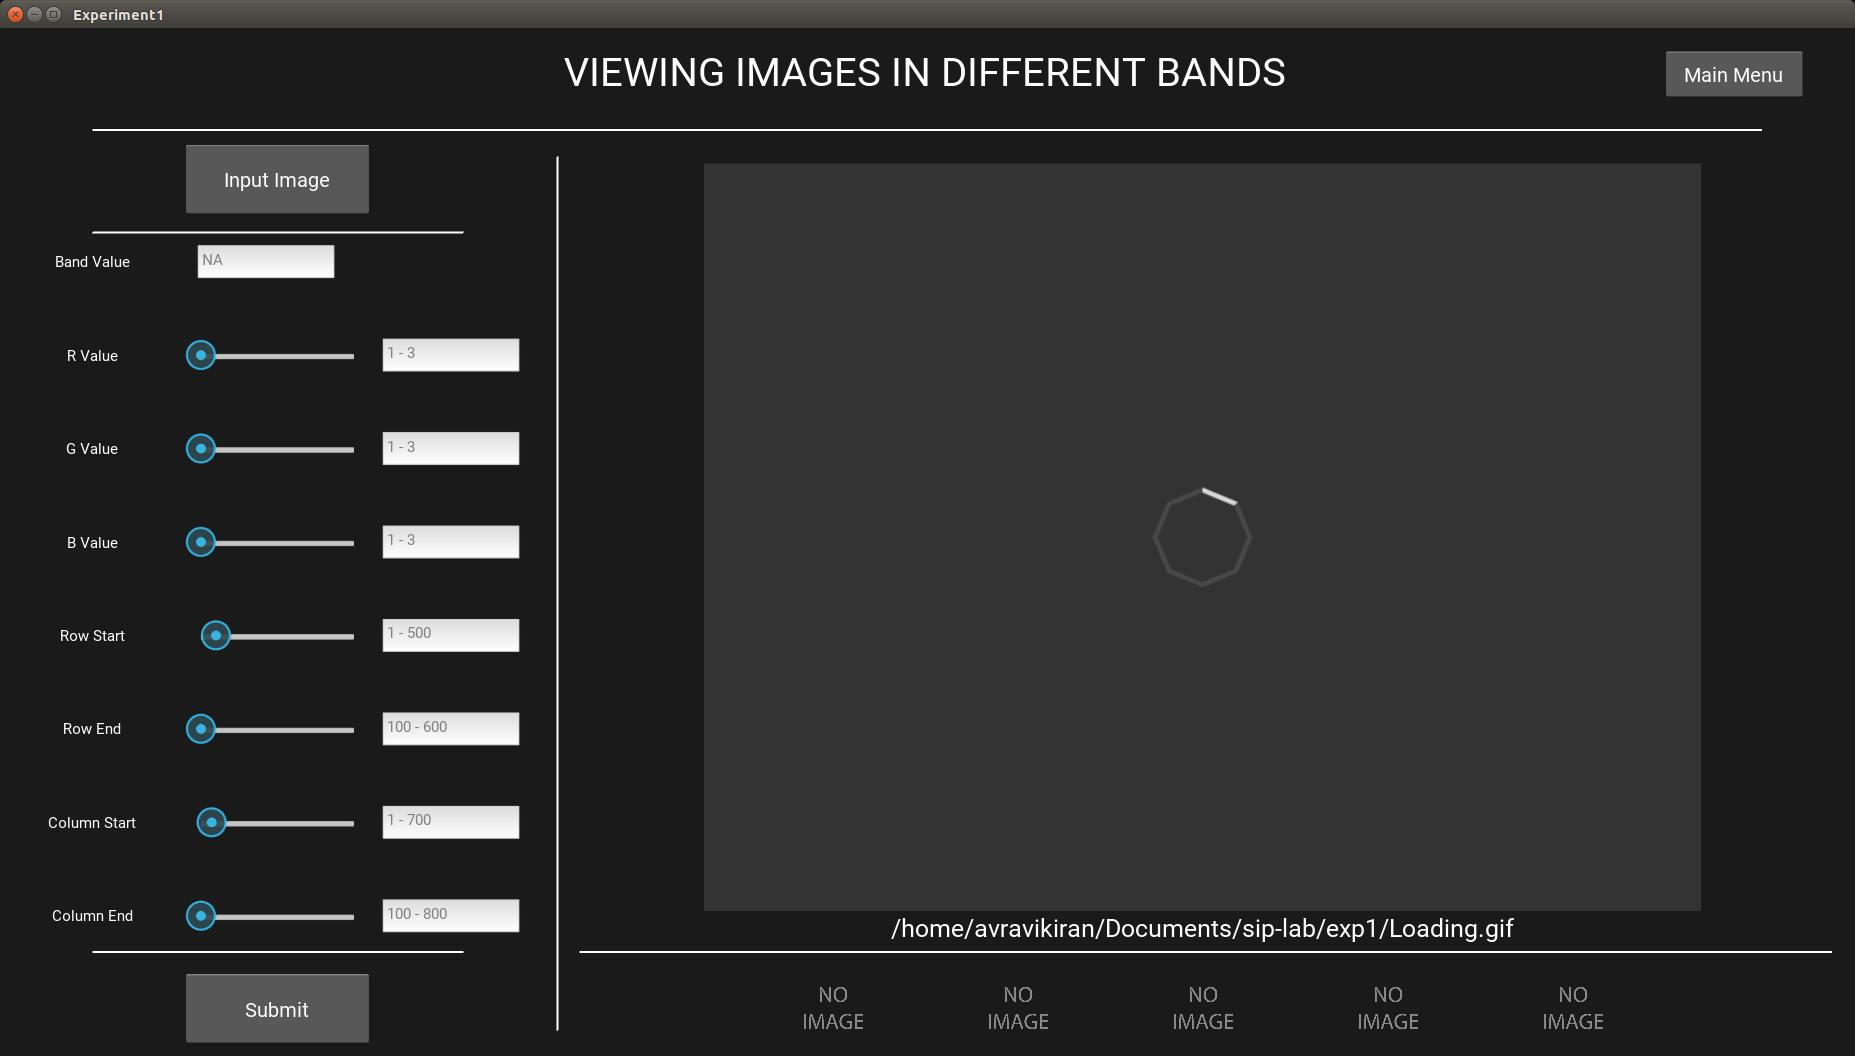 Experiment1
VIEWING IMAGES IN DIFFERENT BANDS
Main Menu
Input Image
Band Value
NA
R Value
1 - 3
G Value
1 - 3
B Value
1 - 3
Row Start
1 - 500
Row End
100 - 600
Column Start
1 - 700
Column End
100 - 800
Submit
/home/avravikiran/Documents/sip-lab/exp1/Loading.gif
NO
IMAGE
NO
IMAGE
NO
IMAGE
NO
IMAGE
NO
IMAGE